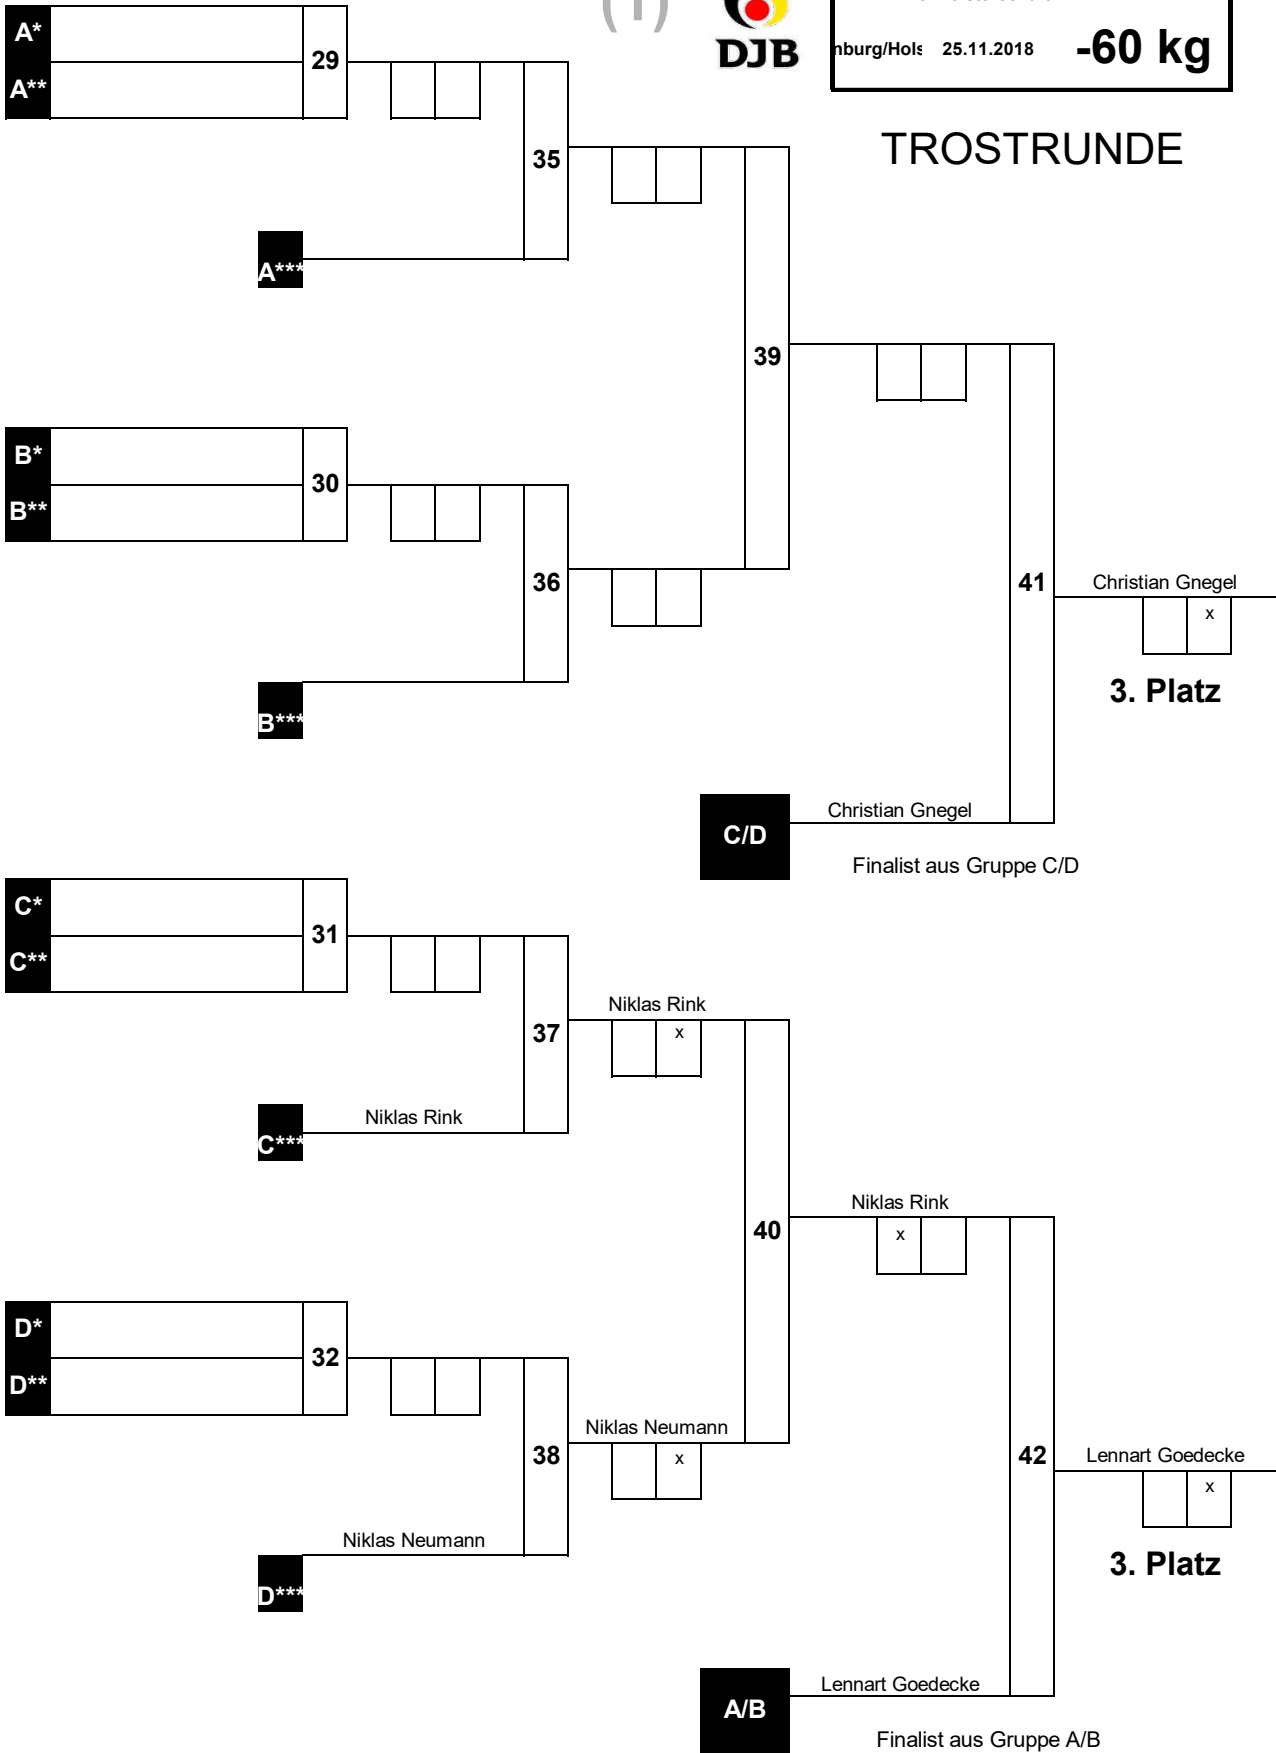 (1)
DJB
nburg/Hols 25.11.2018 -60 kg
TROSTRUNDE
A*
A**
29
35
A***
39
B*
B**
30
36
B***
41
Christian Gnegel
x
3. Platz
C/D
Christian Gnegel
Finalist aus Gruppe C/D
C*
C**
31
37
Niklas Rink
x
C***
Niklas Rink
40
Niklas Rink
x
D*
D**
32
38
Niklas Neumann
x
D***
Niklas Neumann
42
Lennart Goedecke
x
3. Platz
A/B
Lennart Goedecke
Finalist aus Gruppe A/B